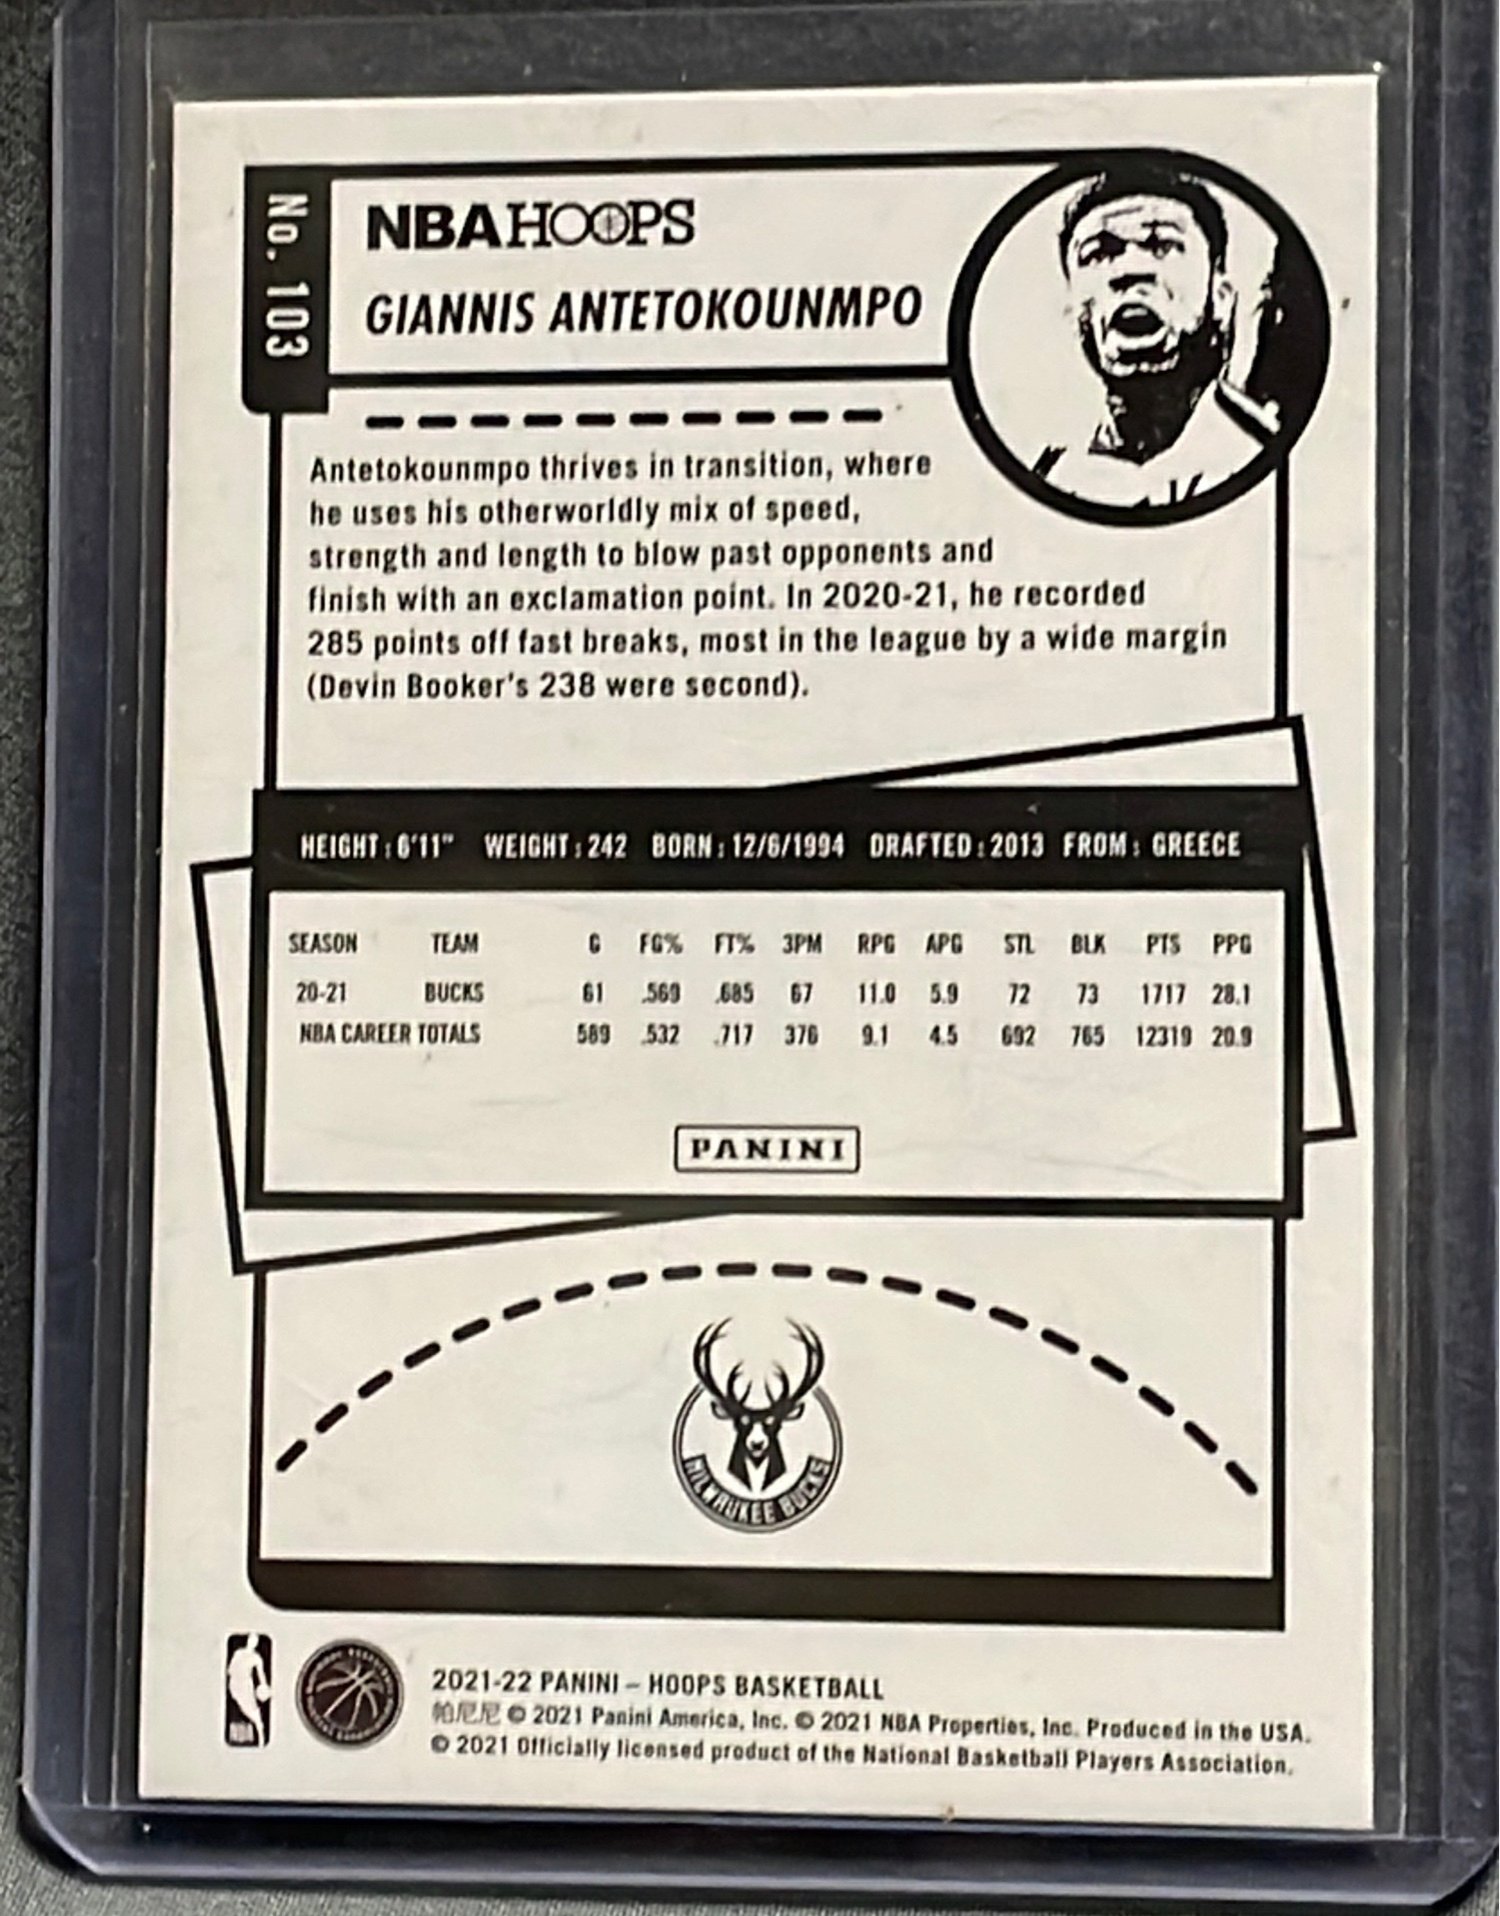 No. 103
NBA HOOPS
GIANNIS ANTETOKOUNMPO
Antetokounmpo thrives in transition, where
he uses his otherworldly mix of speed,
strength and length to blow past opponents and
finish with an exclamation point. In 2020-21, he recorded
285 points off fast breaks, most in the league by a wide margin
(Devin Booker's 238 were second).
HEIGHT: 6'11" WEIGHT: 242 BORN: 12/6/1994 DRAFTED: 2013 FROM: GREECE
SEASON TEAM G FG% FT% 3PM RPG APG STL BLK PTS PPG
20-21 BUCKS 61 .569 .685 67 11.0 5.9 72 73 1717 28.1
NBA CAREER TOTALS 589 .532 .717 376 9.1 4.5 692 765 12319 20.9
PANINI
MILWAUKEE BUCKS
NBA
2021-22 PANINI – HOOPS BASKETBALL
帕尼尼 © 2021 Panini America, Inc. © 2021 NBA Properties, Inc. Produced in the USA.
© 2021 Officially licensed product of the National Basketball Players Association.